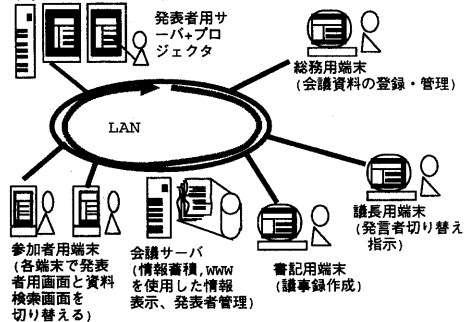 発表者用サ
ーバ+プロ
ジェクタ
総務用端末
(会議資料の登録・管理)
LAN
議長用端末
(発言者切り替え
指示)
参加者用端末
(各端末で発表
者用画面と資料
検索画面を
切り替える)
会議サーバ
(情報蓄積,WWW
を使用した情報
表示、発表者管理)
書記用端末
(議事録作成)